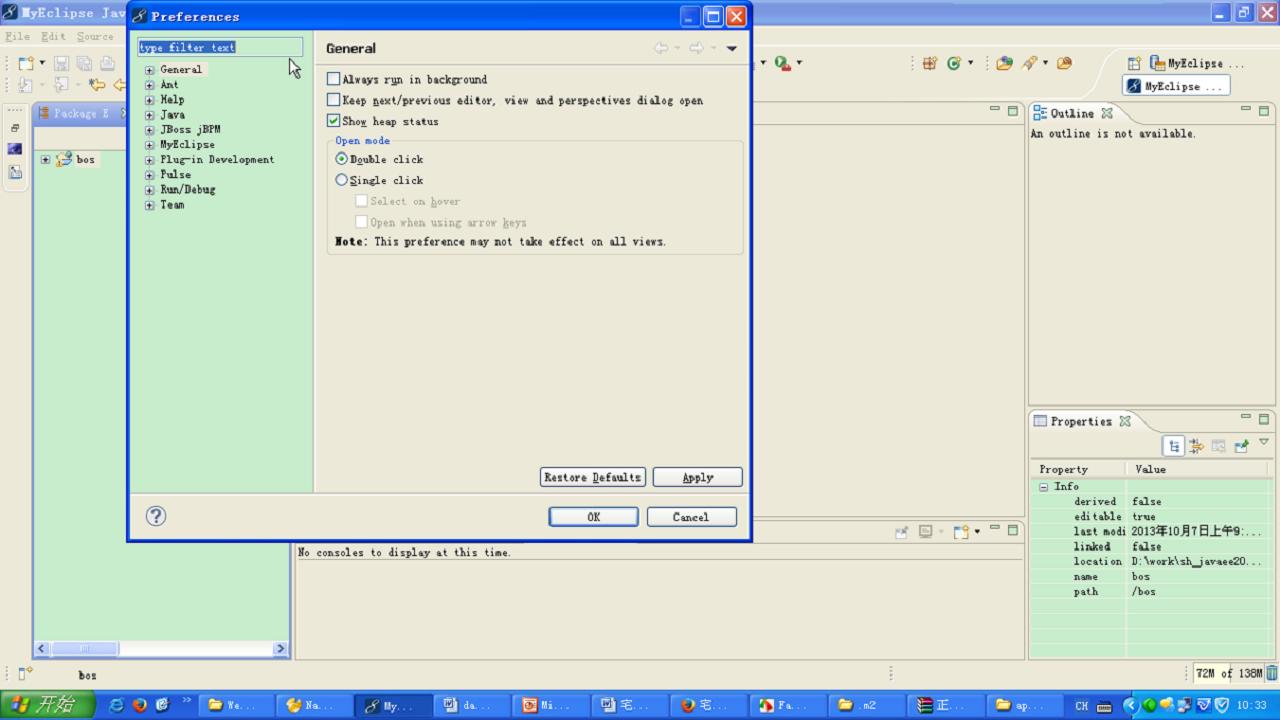 MyEclipse Jav
Preferences
File Edit Source
type filter text
General
Ant
Help
Java
JBoss jBPM
MyEclipse
Plug-in Development
Pulse
Run/Debug
Team
General
Always run in background
Keep next/previous editor, view and perspectives dialog open
Show heap status
Open mode
Double click
Single click
Select on hover
Open when using arrow keys
Note: This preference may not take effect on all views.
Restore Defaults
Apply
OK
Cancel
Package E
bos
MyEclipse ...
MyEclipse ...
Outline
An outline is not available.
Properties
Property Value
Info
derived false
editable true
last modi 2013年10月7日上午9:...
linked false
location D:\work\sh_javaee20...
name bos
path /bos
No consoles to display at this time.
bos
72M of 138M
开始
We...
Na...
My...
da...
Mi...
宅...
宅...
Fa...
.m2
正...
ap...
CH
10:33